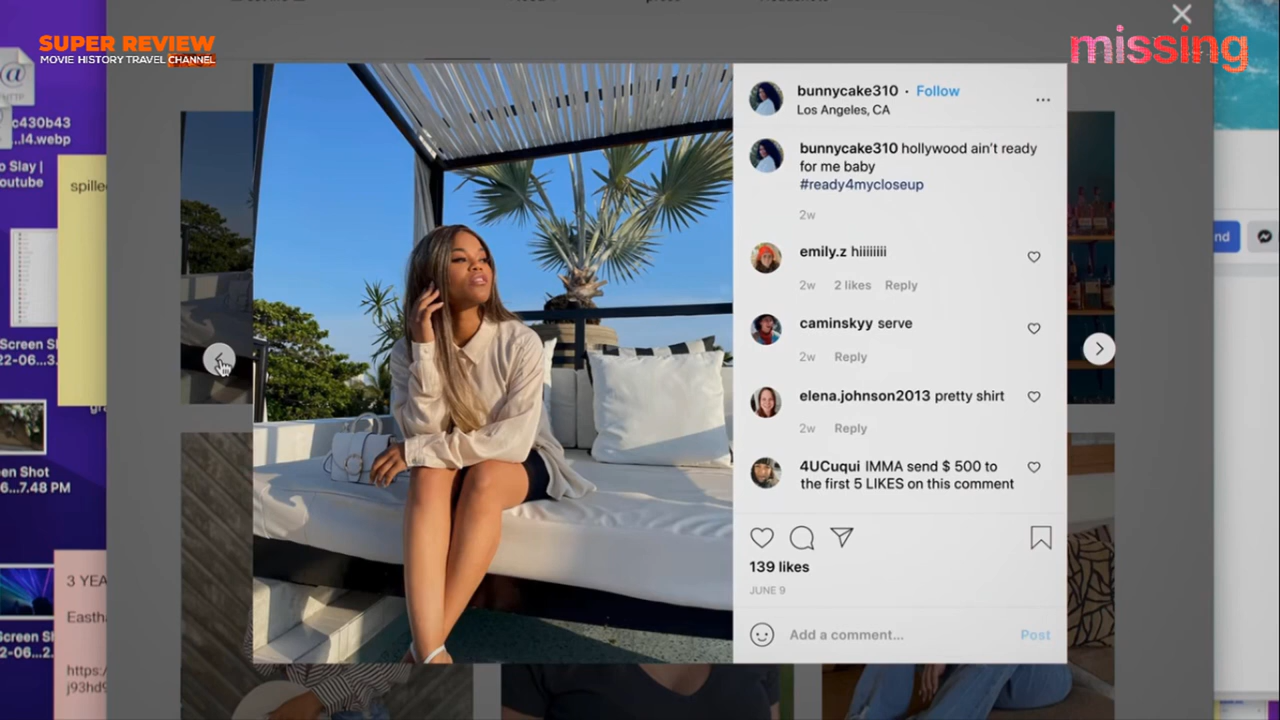 SUPER REVIEW
MOVIE HISTORY TRAVEL CHANNEL
missing
HTTP
c430b43
...l4.webp
o Slay |
outube
spille
Screen S
22-06...3.
een Shot
6...7.48 PM
3 YEA
Easth
Screen Sh
22-06...2.
https:/
j93hd9
nd
bunnycake310 · Follow
Los Angeles, CA
...
bunnycake310 hollywood ain't ready
for me baby
#ready4mycloseup
2w
emily.z hiiiiiiii
2w 2 likes Reply
caminskyy serve
2w Reply
elena.johnson2013 pretty shirt
2w Reply
4UCuqui IMMA send $ 500 to
the first 5 LIKES on this comment
139 likes
JUNE 9
Add a comment... Post